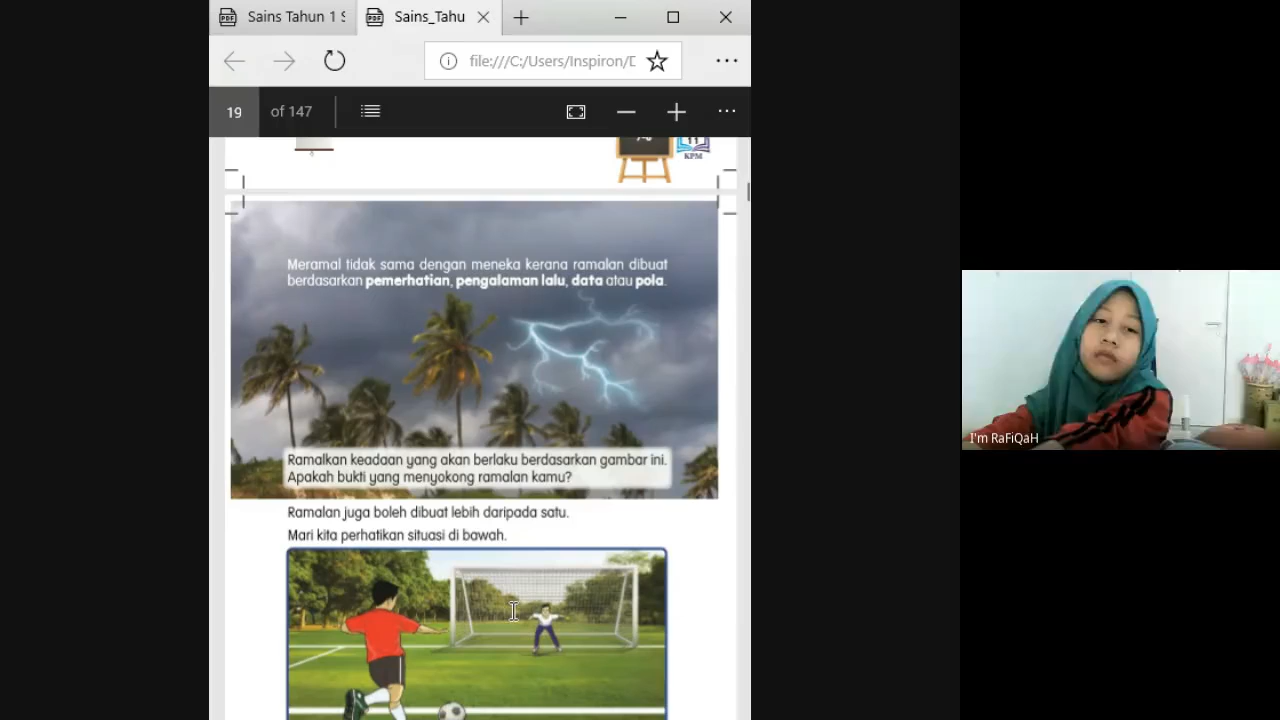 Sains Tahun 1 S
Sains_Tahu
file:///C:/Users/Inspiron/D
19 of 147
11
KPM
Meramal tidak sama dengan meneka kerana ramalan dibuat
berdasarkan pemerhatian, pengalaman lalu, data atau pola.
Ramalkan keadaan yang akan berlaku berdasarkan gambar ini.
Apakah bukti yang menyokong ramalan kamu?
Ramalan juga boleh dibuat lebih daripada satu.
Mari kita perhatikan situasi di bawah.
I'm RaFiQaH